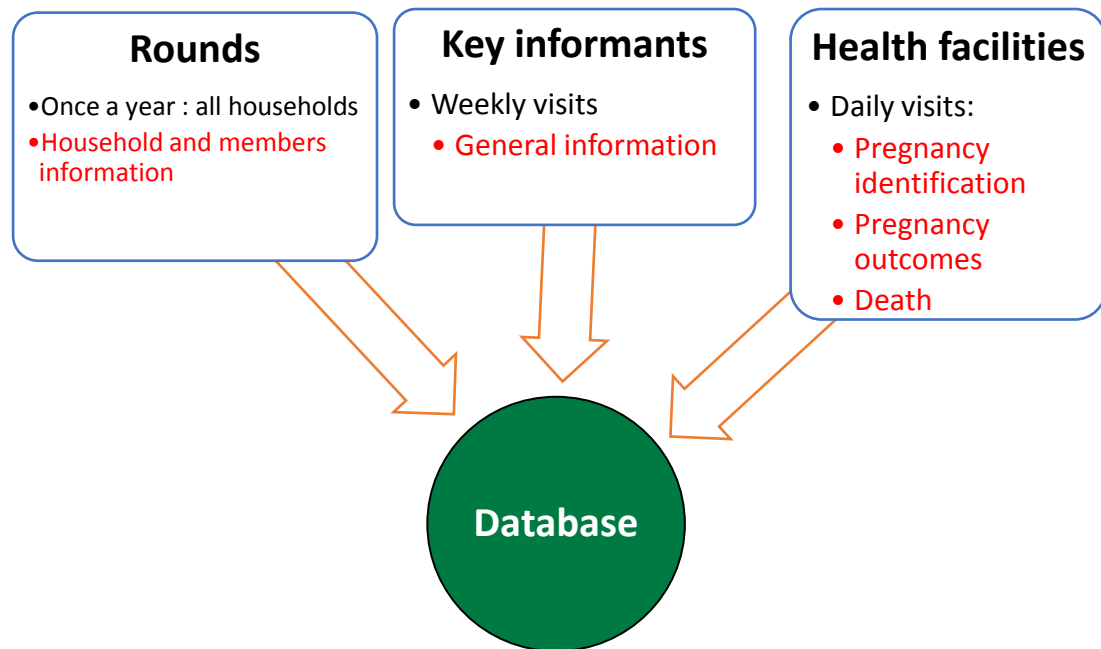 Rounds
•Once a year : all households
•Household and members
information
Key informants
• Weekly visits
• General information
Health facilities
• Daily visits:
• Pregnancy
identification
• Pregnancy
outcomes
• Death
Database